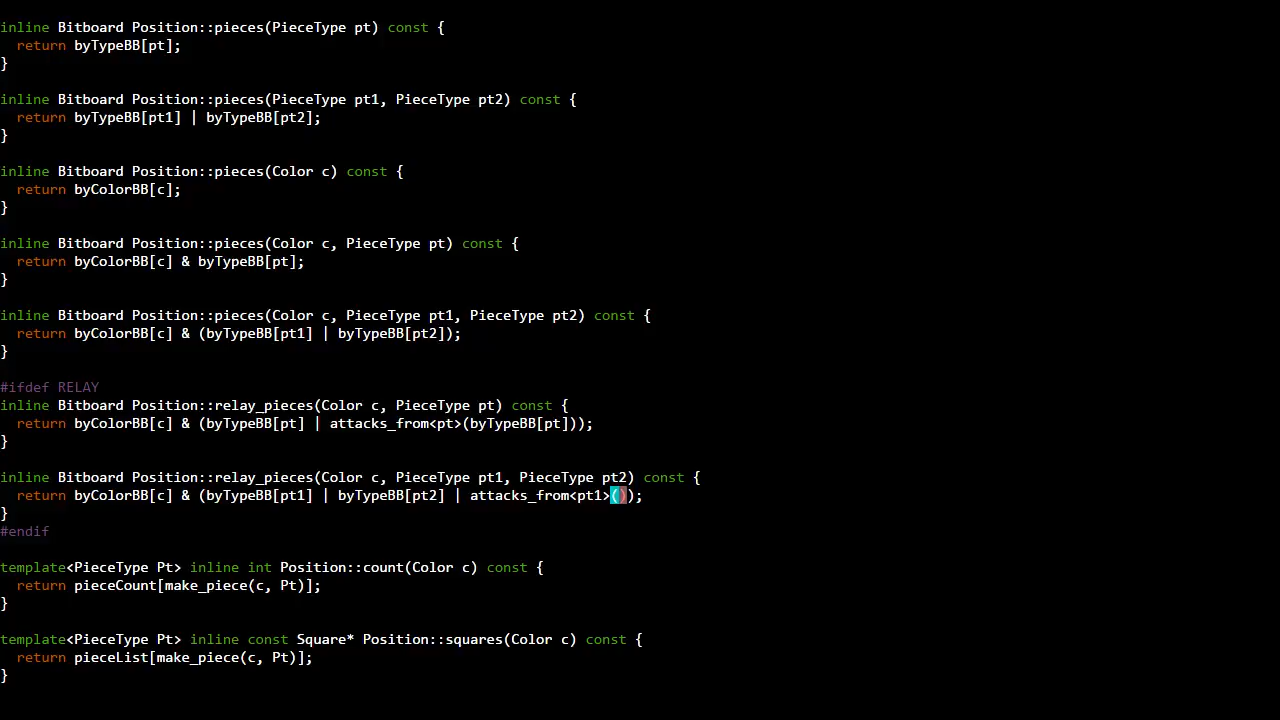 inline Bitboard Position::pieces(PieceType pt) const {
  return byTypeBB[pt];
}
inline Bitboard Position::pieces(PieceType pt1, PieceType pt2) const {
  return byTypeBB[pt1] | byTypeBB[pt2];
}
inline Bitboard Position::pieces(Color c) const {
  return byColorBB[c];
}
inline Bitboard Position::pieces(Color c, PieceType pt) const {
  return byColorBB[c] & byTypeBB[pt];
}
inline Bitboard Position::pieces(Color c, PieceType pt1, PieceType pt2) const {
  return byColorBB[c] & (byTypeBB[pt1] | byTypeBB[pt2]);
}
#ifdef RELAY
inline Bitboard Position::relay_pieces(Color c, PieceType pt) const {
  return byColorBB[c] & (byTypeBB[pt] | attacks_from<pt>(byTypeBB[pt]));
}
inline Bitboard Position::relay_pieces(Color c, PieceType pt1, PieceType pt2) const {
  return byColorBB[c] & (byTypeBB[pt1] | byTypeBB[pt2] | attacks_from<pt1>());
}
#endif
template<PieceType Pt> inline int Position::count(Color c) const {
  return pieceCount[make_piece(c, Pt)];
}
template<PieceType Pt> inline const Square* Position::squares(Color c) const {
  return pieceList[make_piece(c, Pt)];
}